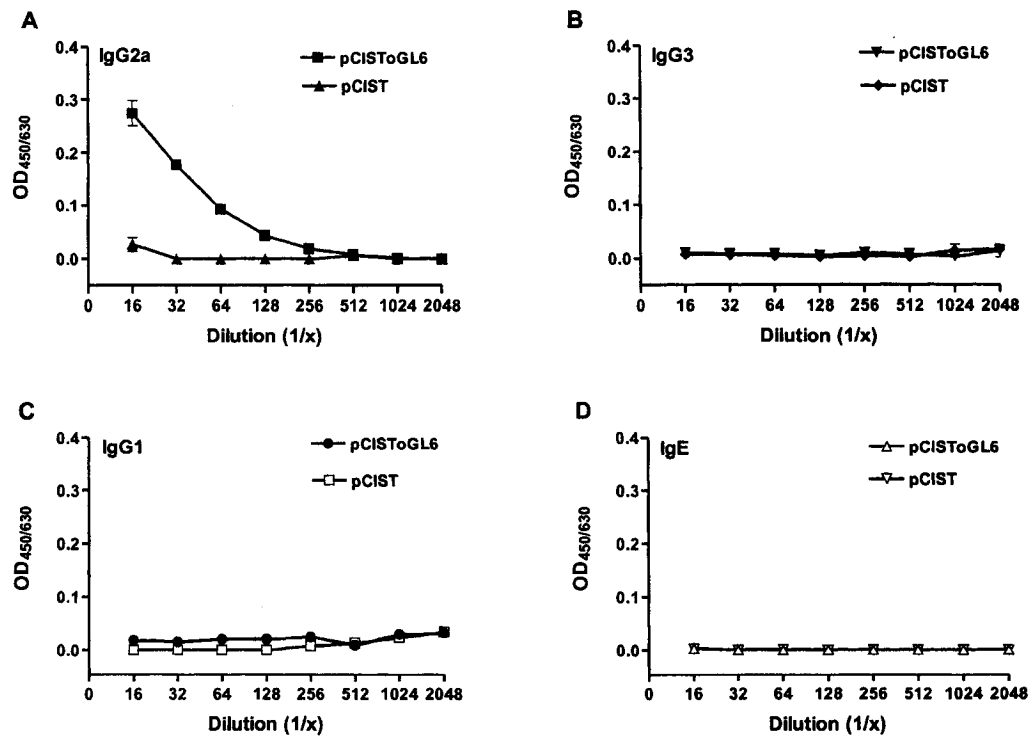 A
IgG2a
pCISToGL6
pCIST
0.4
0.3
0.2
0.1
0.0
OD450/630
0 16 32 64 128 256 512 1024 2048
Dilution (1/x)
B
IgG3
pCISToGL6
pCIST
0.4
0.3
0.2
0.1
0.0
OD450/630
0 16 32 64 128 256 512 1024 2048
Dilution (1/x)
C
IgG1
pCISToGL6
pCIST
0.4
0.3
0.2
0.1
0.0
OD450/630
0 16 32 64 128 256 512 1024 2048
Dilution (1/x)
D
IgE
pCISToGL6
pCIST
0.4
0.3
0.2
0.1
0.0
OD450/630
0 16 32 64 128 256 512 1024 2048
Dilution (1/x)